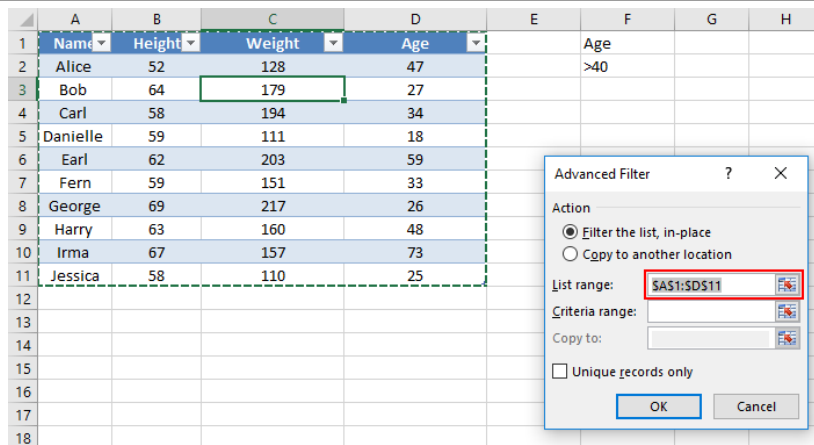 A B C D E F G H
1 Name Height Weight Age Age
2 Alice 52 128 47 >40
3 Bob 64 179 27
4 Carl 58 194 34
5 Danielle 59 111 18
6 Earl 62 203 59
7 Fern 59 151 33
8 George 69 217 26
9 Harry 63 160 48
10 Irma 67 157 73
11 Jessica 58 110 25
12
13
14
15
16
17
18
Advanced Filter ? X
Action
Filter the list, in-place
Copy to another location
List range: $A$1:$D$11
Criteria range:
Copy to:
Unique records only
OK Cancel